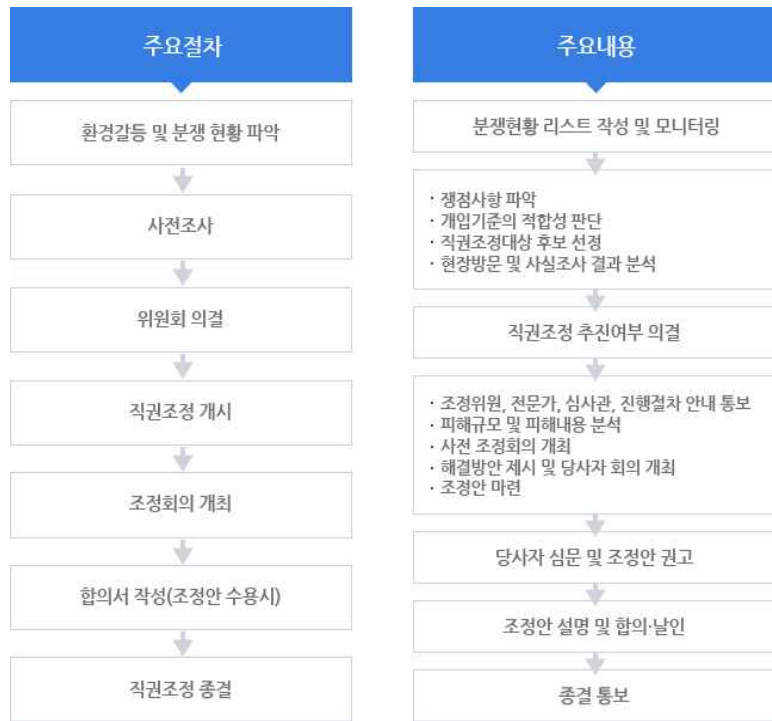 주요절차
환경갈등 및 분쟁 현황 파악
사전조사
위원회 의결
직권조정 개시
조정회의 개최
합의서 작성(조정안 수용시)
직권조정 종결
주요내용
분쟁현황 리스트 작성 및 모니터링
· 쟁점사항 파악
· 개입기준의 적합성 판단
· 직권조정대상 후보 선정
· 현장방문 및 사실조사 결과 분석
직권조정 추진여부 의결
· 조정위원, 전문가, 심사관, 진행절차 안내 통보
· 피해규모 및 피해내용 분석
· 사전 조정회의 개최
· 해결방안 제시 및 당사자 회의 개최
· 조정안 마련
당사자 심문 및 조정안 권고
조정안 설명 및 합의·날인
종결 통보